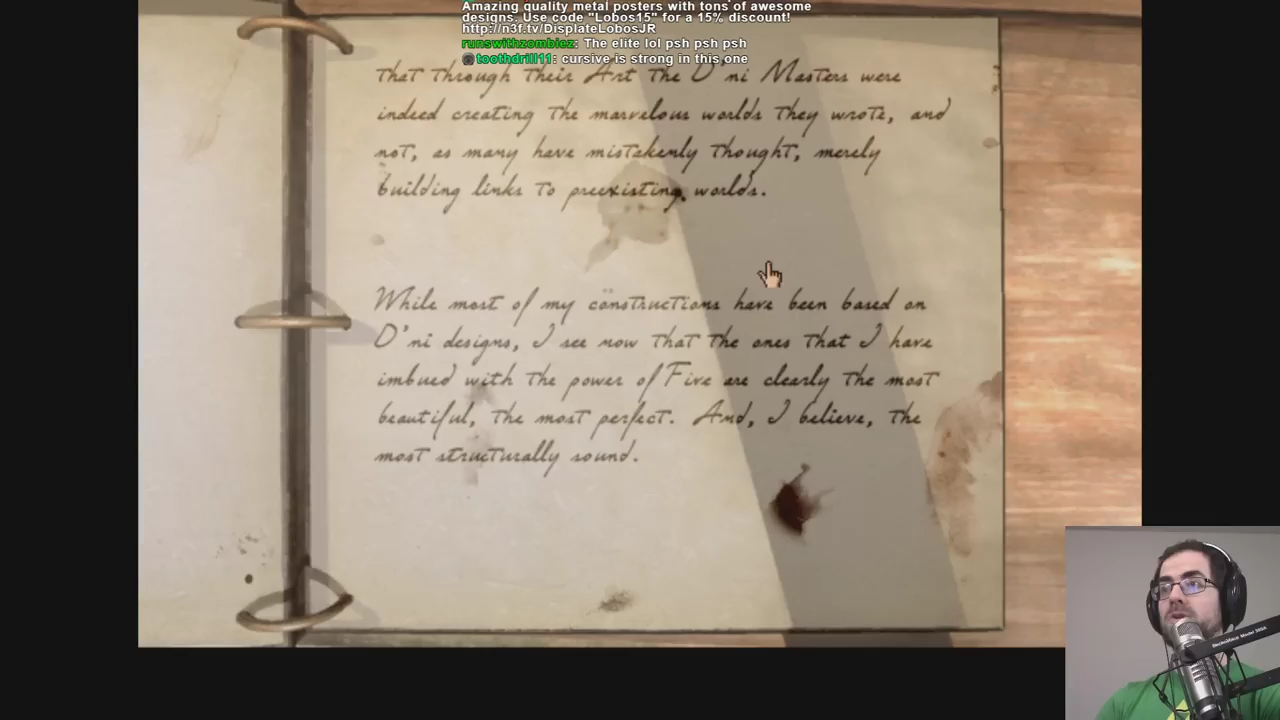 Amazing quality metal posters with tons of awesome
designs. Use code "Lobos15" for a 15% discount!
http://n3f.tv/DisplateLobosJR
runswithzombiez: The elite lol psh psh psh
@toothdrill11: cursive is strong in this one
that through their Art the D'ni Masters were
indeed creating the marvelous worlds they wrote, and
not, as many have mistakenly thought, merely
building links to preexisting worlds.
While most of my constructions have been based on
D'ni designs, I see now that the ones that I have
imbued with the power of Five are clearly the most
beautiful, the most perfect. And, I believe, the
most structurally sound.